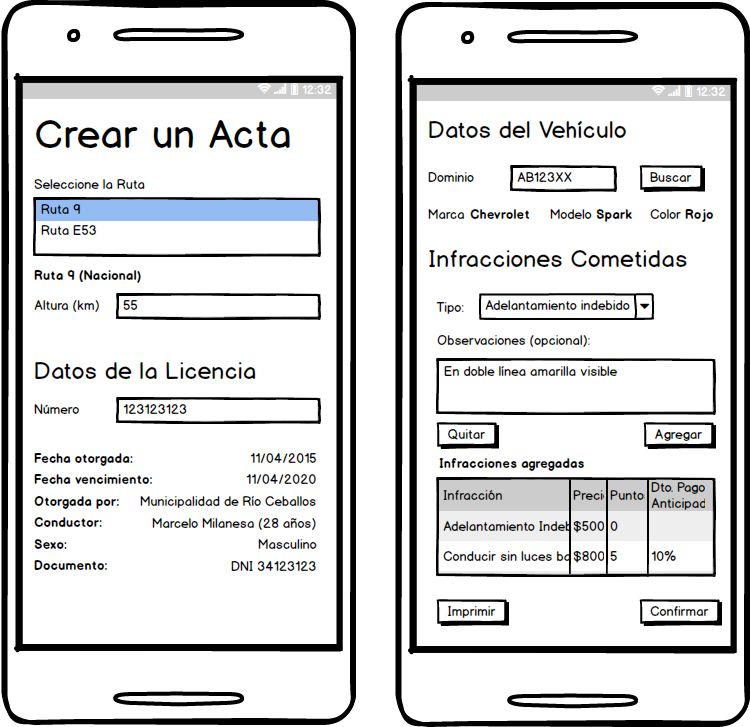 12:32
Crear un Acta
Seleccione la Ruta
Ruta 9
Ruta E53
Ruta 9 (Nacional)
Altura (km) 55
Datos de la Licencia
Número 123123123
Fecha otorgada: 11/04/2015
Fecha vencimiento: 11/04/2020
Otorgada por: Municipalidad de Río Ceballos
Conductor: Marcelo Milanesa (28 años)
Sexo: Masculino
Documento: DNI 34123123
12:32
Datos del Vehículo
Dominio AB123XX Buscar
Marca Chevrolet Modelo Spark Color Rojo
Infracciones Cometidas
Tipo: Adelantamiento indebido
Observaciones (opcional):
En doble línea amarilla visible
Quitar Agregar
Infracciones agregadas
Infracción Preci Punto Dto. Pago
Anticipad
Adelantamiento Indeb $500 0
Conducir sin luces ba $800 5 10%
Imprimir Confirmar